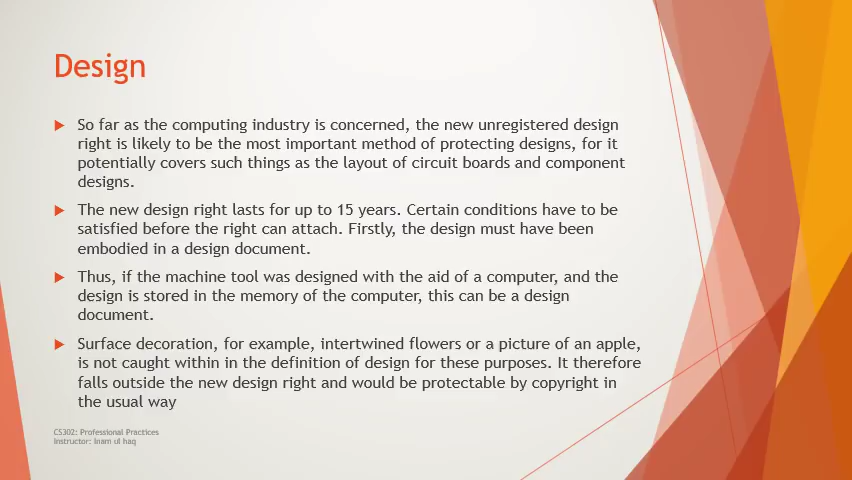 Design
So far as the computing industry is concerned, the new unregistered design
right is likely to be the most important method of protecting designs, for it
potentially covers such things as the layout of circuit boards and component
designs.
The new design right lasts for up to 15 years. Certain conditions have to be
satisfied before the right can attach. Firstly, the design must have been
embodied in a design document.
Thus, if the machine tool was designed with the aid of a computer, and the
design is stored in the memory of the computer, this can be a design
document.
Surface decoration, for example, intertwined flowers or a picture of an apple,
is not caught within in the definition of design for these purposes. It therefore
falls outside the new design right and would be protectable by copyright in
the usual way
CS302: Professional Practices
Instructor: Inam ul haq